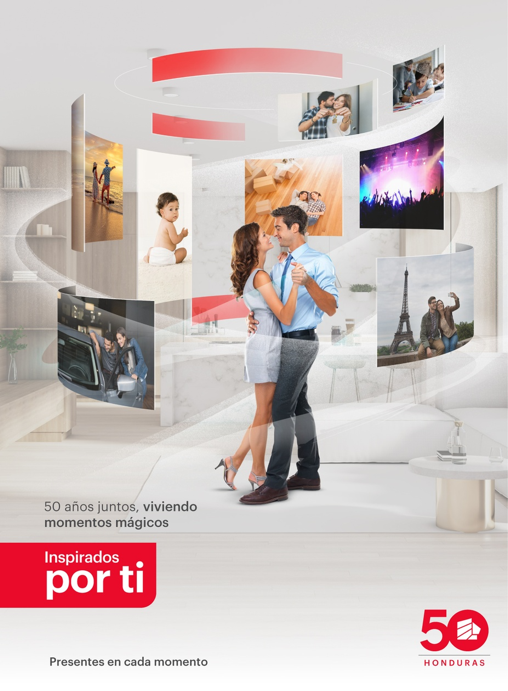 50 años juntos, viviendo
momentos mágicos
Inspirados
por ti
Presentes en cada momento
50
HONDURAS